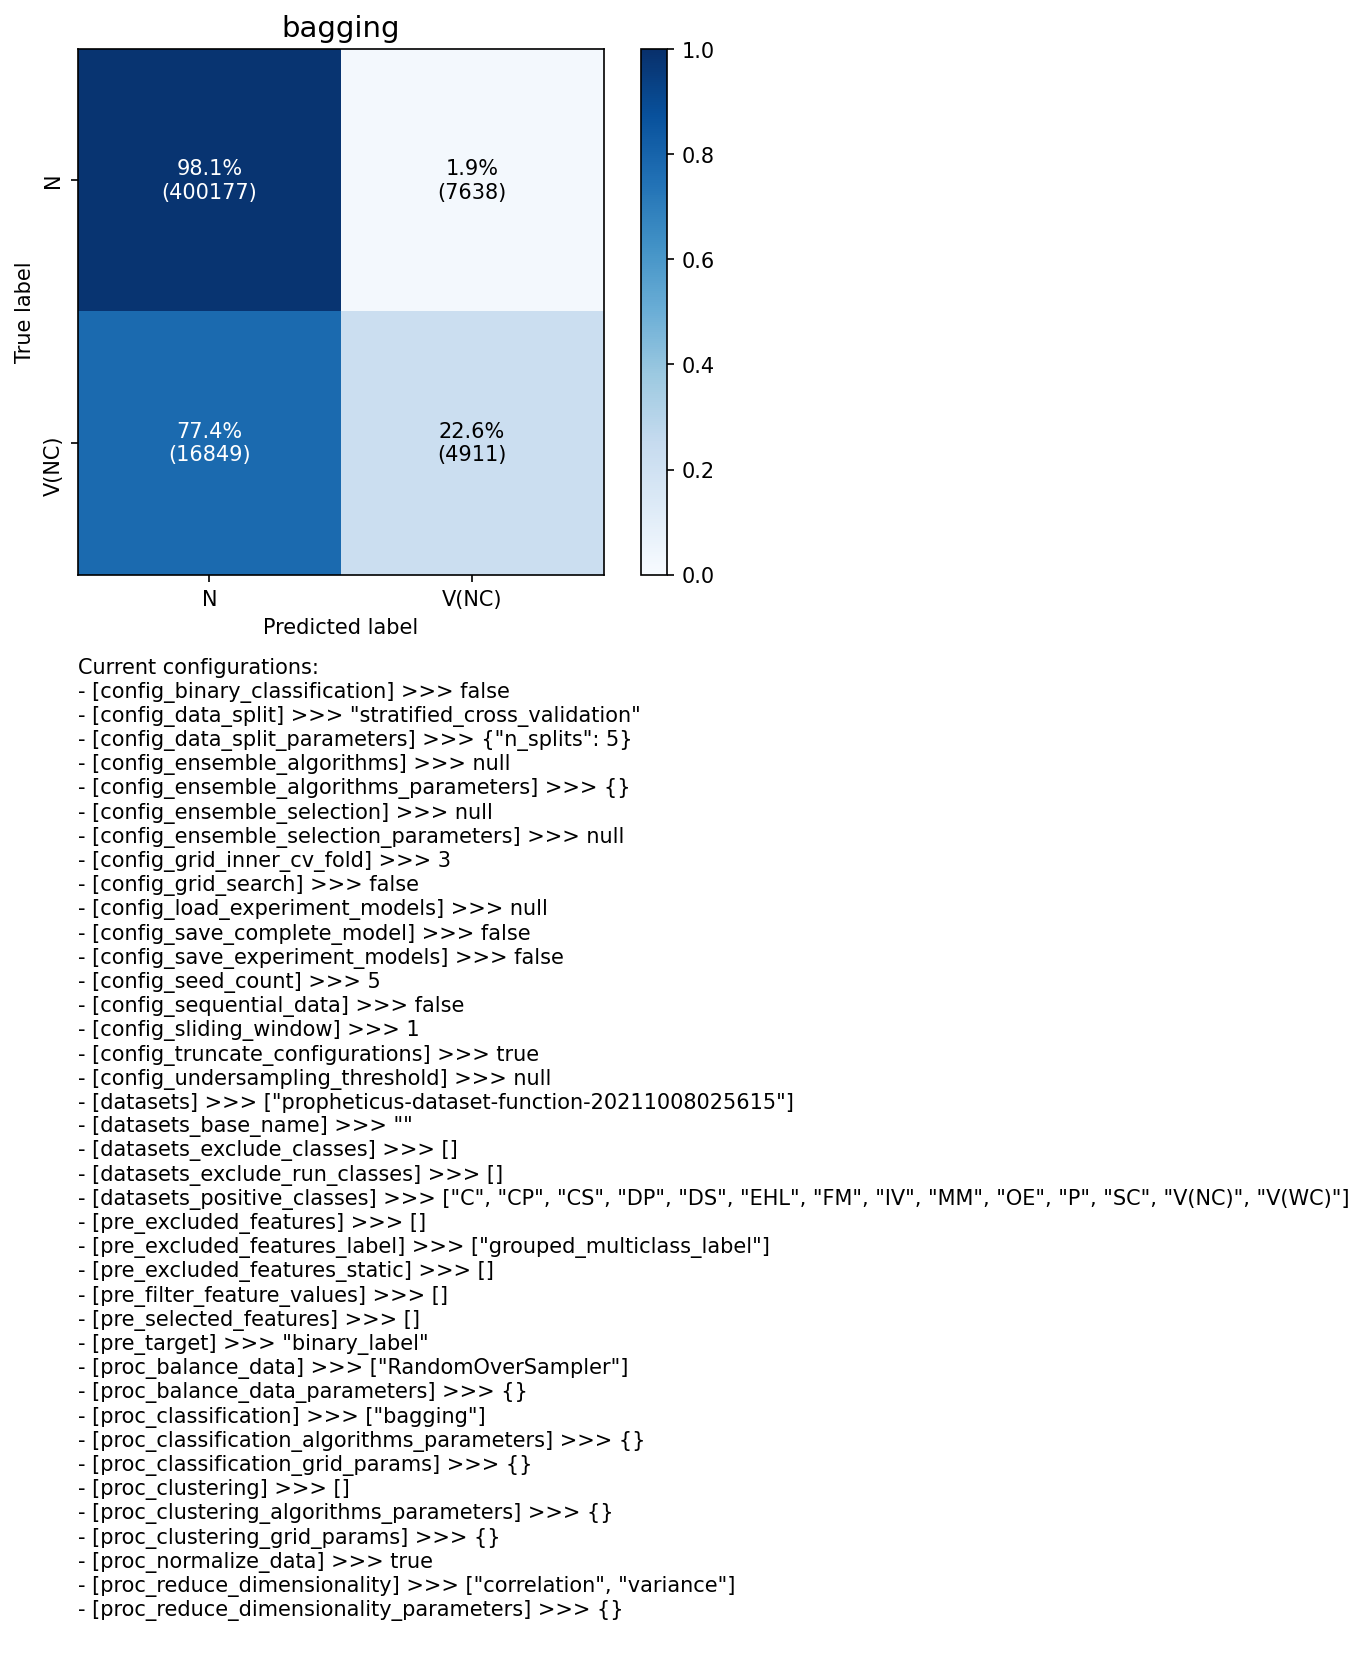 bagging
98.1%
(400177)
1.9%
(7638)
77.4%
(16849)
22.6%
(4911)
N
V(NC)
True label
N
V(NC)
Predicted label
1.0
0.8
0.6
0.4
0.2
0.0
Current configurations:
- [config_binary_classification] >>> false
- [config_data_split] >>> "stratified_cross_validation"
- [config_data_split_parameters] >>> {"n_splits": 5}
- [config_ensemble_algorithms] >>> null
- [config_ensemble_algorithms_parameters] >>> {}
- [config_ensemble_selection] >>> null
- [config_ensemble_selection_parameters] >>> null
- [config_grid_inner_cv_fold] >>> 3
- [config_grid_search] >>> false
- [config_load_experiment_models] >>> null
- [config_save_complete_model] >>> false
- [config_save_experiment_models] >>> false
- [config_seed_count] >>> 5
- [config_sequential_data] >>> false
- [config_sliding_window] >>> 1
- [config_truncate_configurations] >>> true
- [config_undersampling_threshold] >>> null
- [datasets] >>> ["propheticus-dataset-function-20211008025615"]
- [datasets_base_name] >>> ""
- [datasets_exclude_classes] >>> []
- [datasets_exclude_run_classes] >>> []
- [datasets_positive_classes] >>> ["C", "CP", "CS", "DP", "DS", "EHL", "FM", "IV", "MM", "OE", "P", "SC", "V(NC)", "V(WC)"]
- [pre_excluded_features] >>> []
- [pre_excluded_features_label] >>> ["grouped_multiclass_label"]
- [pre_excluded_features_static] >>> []
- [pre_filter_feature_values] >>> []
- [pre_selected_features] >>> []
- [pre_target] >>> "binary_label"
- [proc_balance_data] >>> ["RandomOverSampler"]
- [proc_balance_data_parameters] >>> {}
- [proc_classification] >>> ["bagging"]
- [proc_classification_algorithms_parameters] >>> {}
- [proc_classification_grid_params] >>> {}
- [proc_clustering] >>> []
- [proc_clustering_algorithms_parameters] >>> {}
- [proc_clustering_grid_params] >>> {}
- [proc_normalize_data] >>> true
- [proc_reduce_dimensionality] >>> ["correlation", "variance"]
- [proc_reduce_dimensionality_parameters] >>> {}